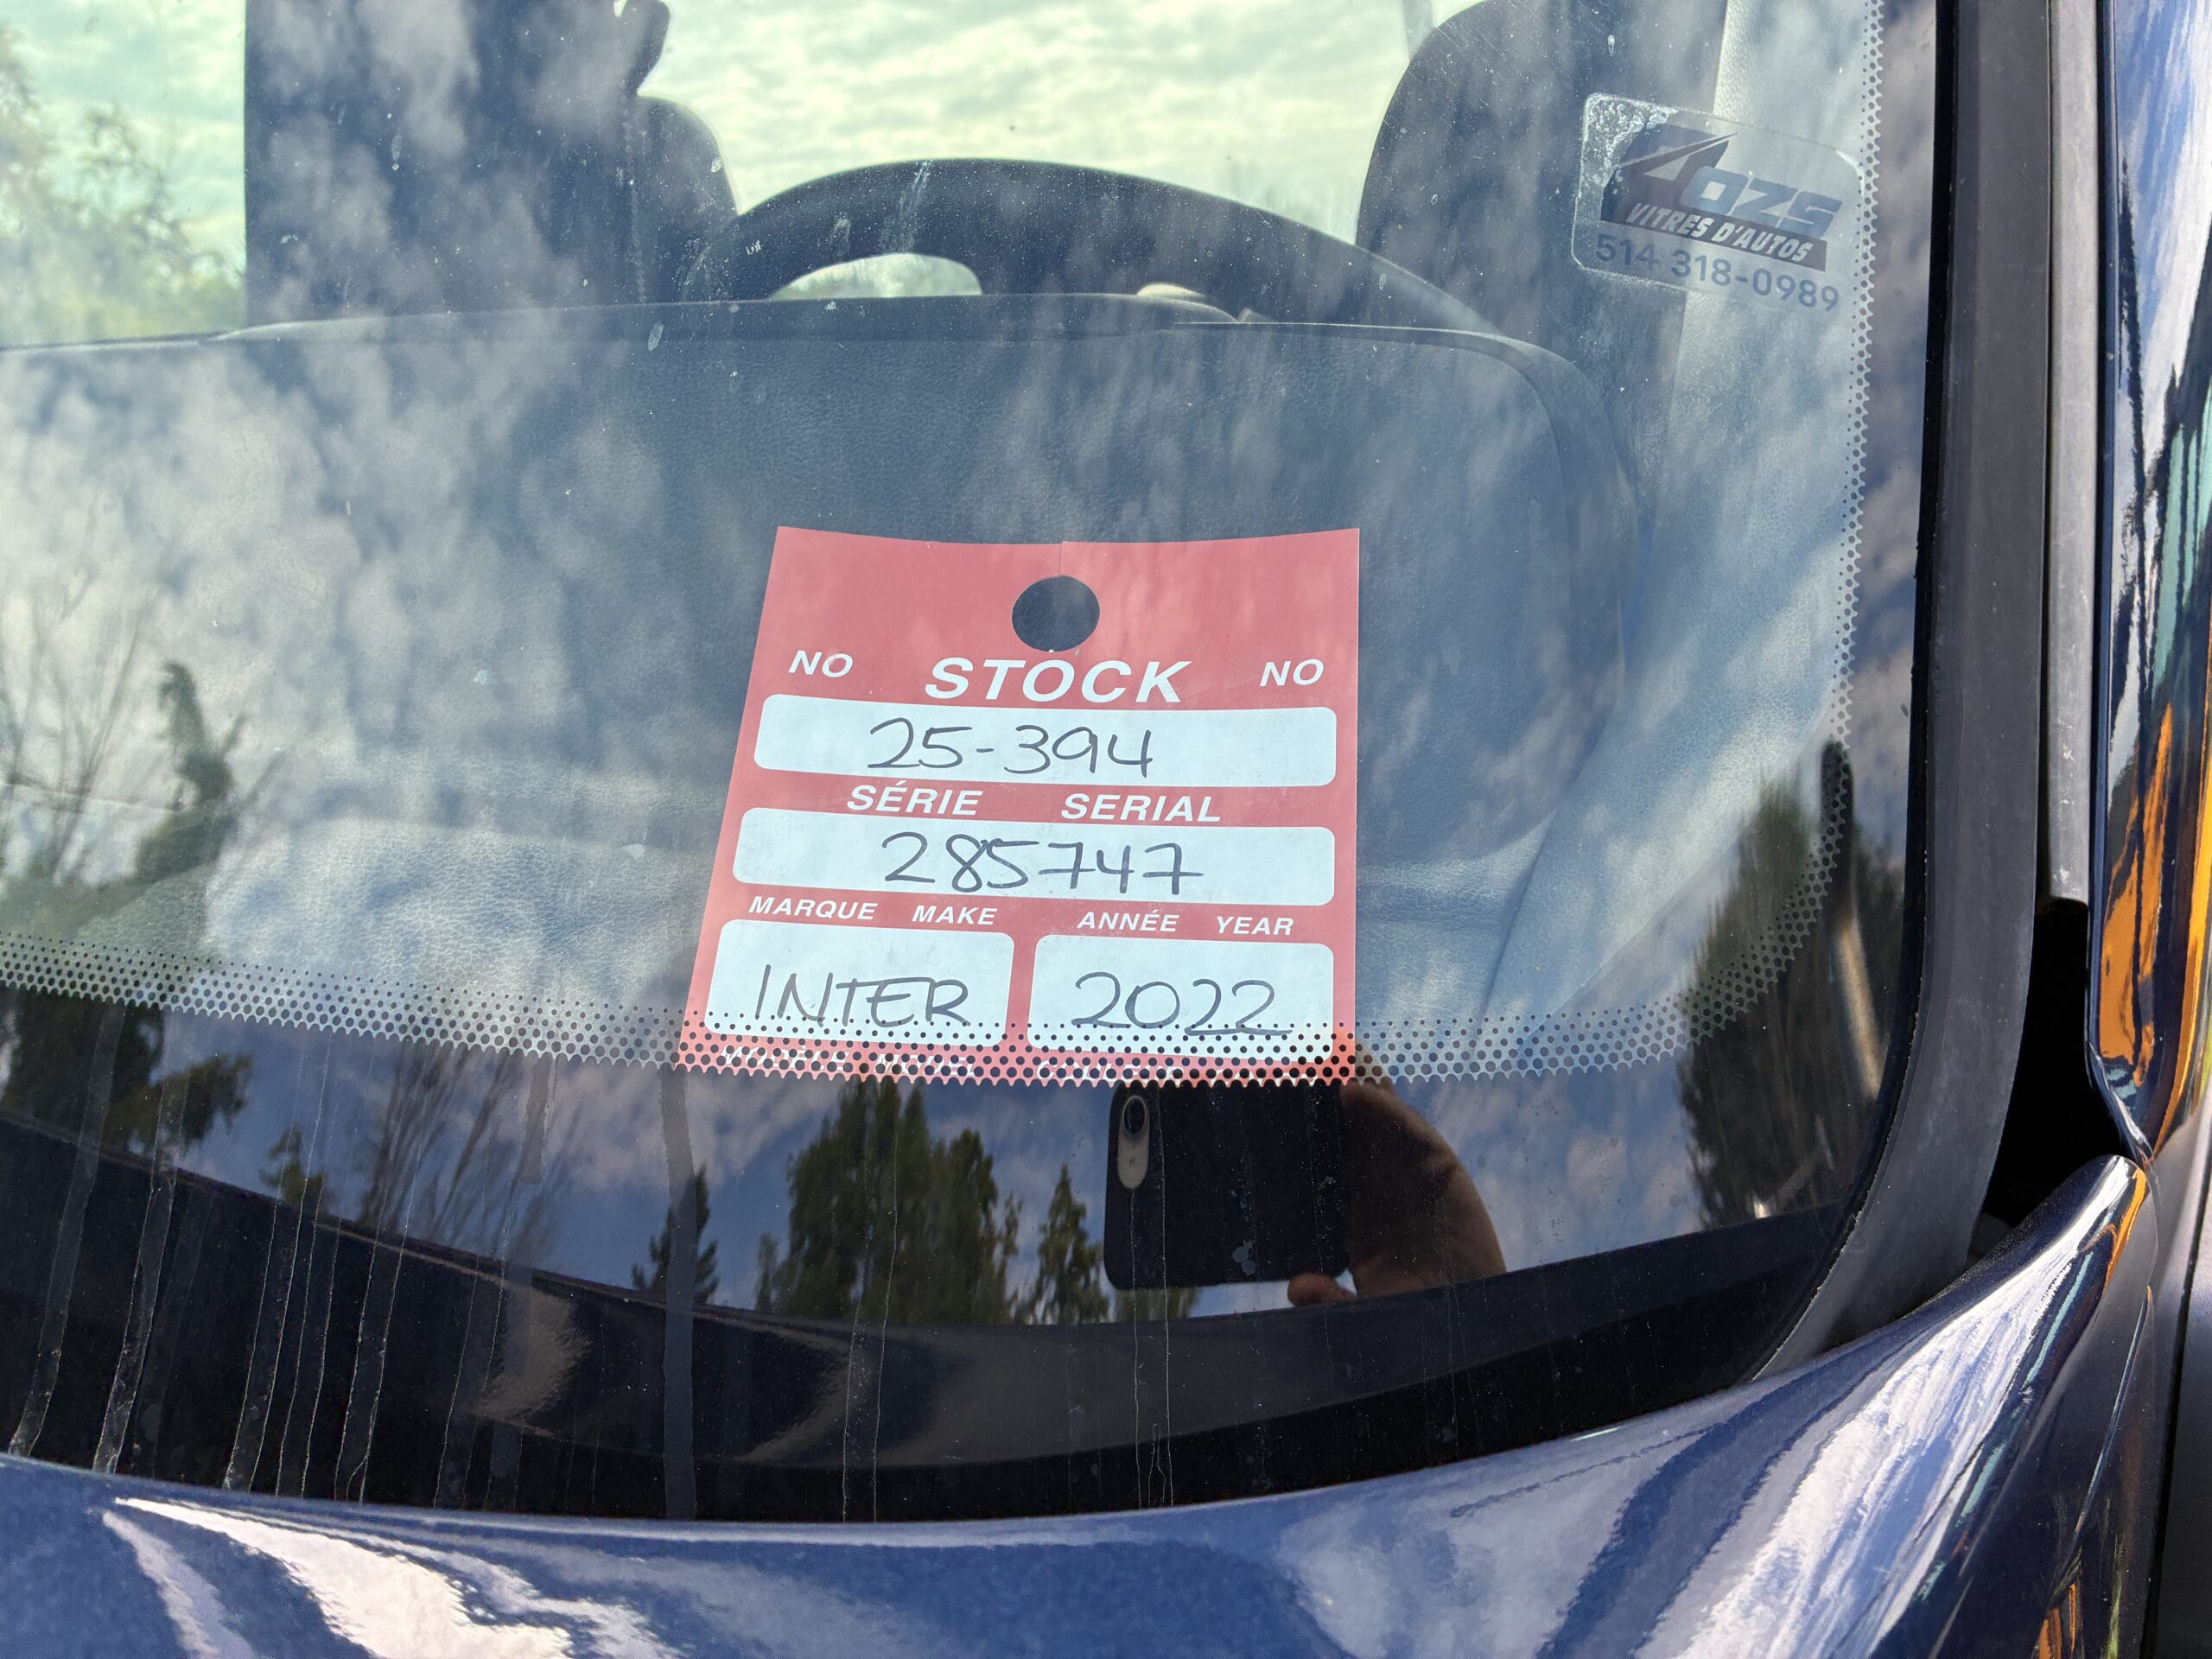 Zozs
VITRES D'AUTOS
514 318-0989
NO STOCK NO
25-394
SÉRIE SERIAL
285747
MARQUE MAKE ANNÉE YEAR
INTER 2022